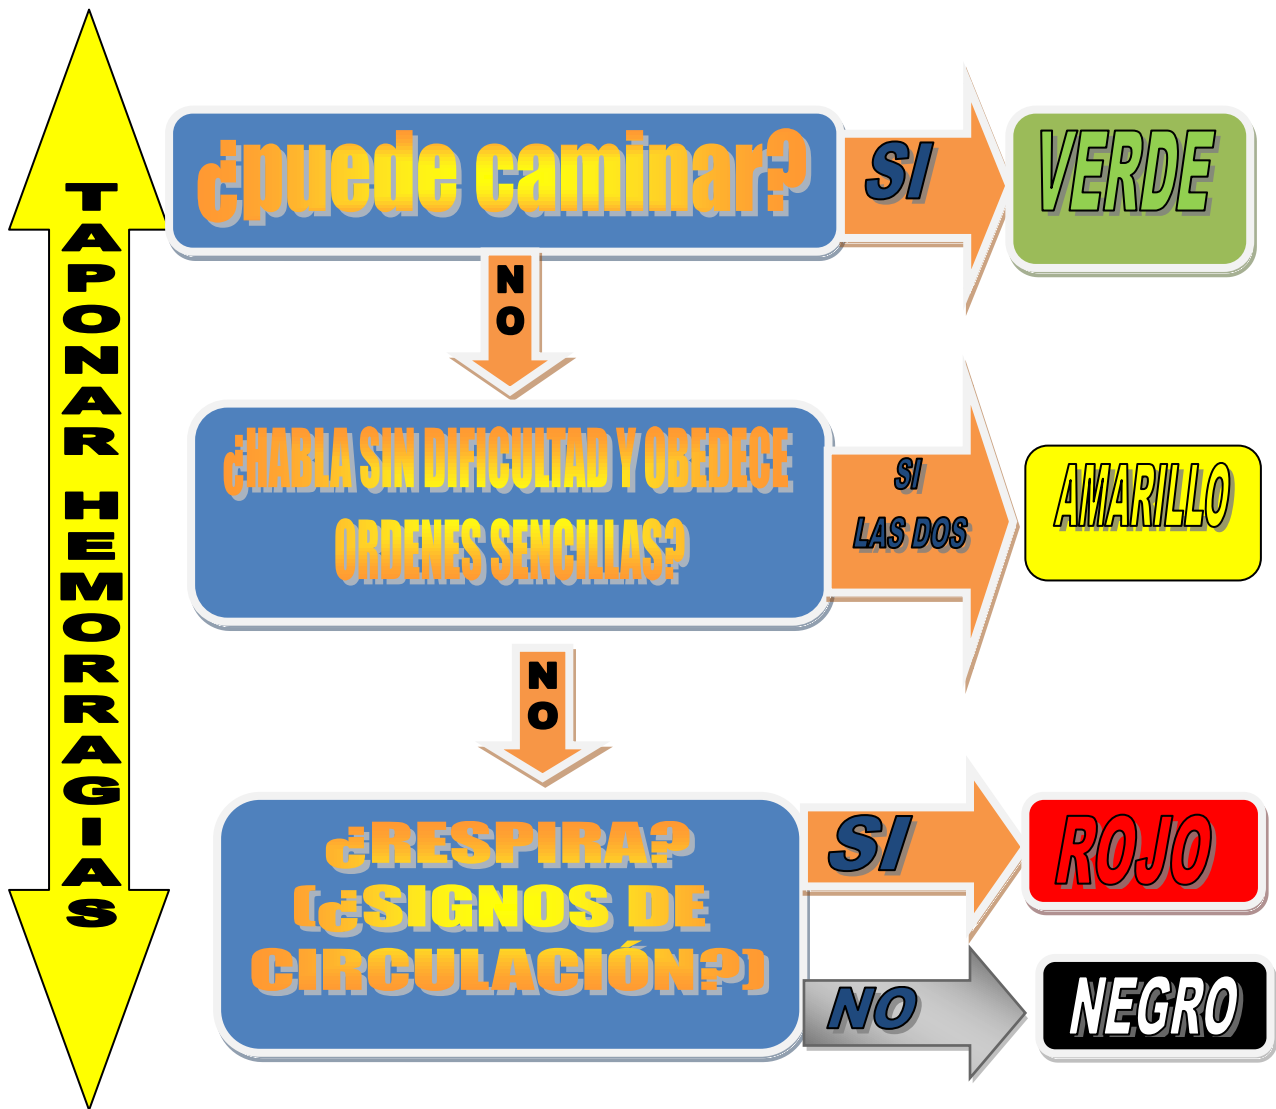 TAPONAR HEMORRAGIAS
¿puede caminar?
SI
VERDE
NO
¿HABLA SIN DIFICULTAD Y OBEDECE
ORDENES SENCILLAS?
SI
LAS DOS
AMARILLO
NO
¿RESPIRA?
(¿SIGNOS DE
CIRCULACIÓN?)
SI
ROJO
NO
NEGRO